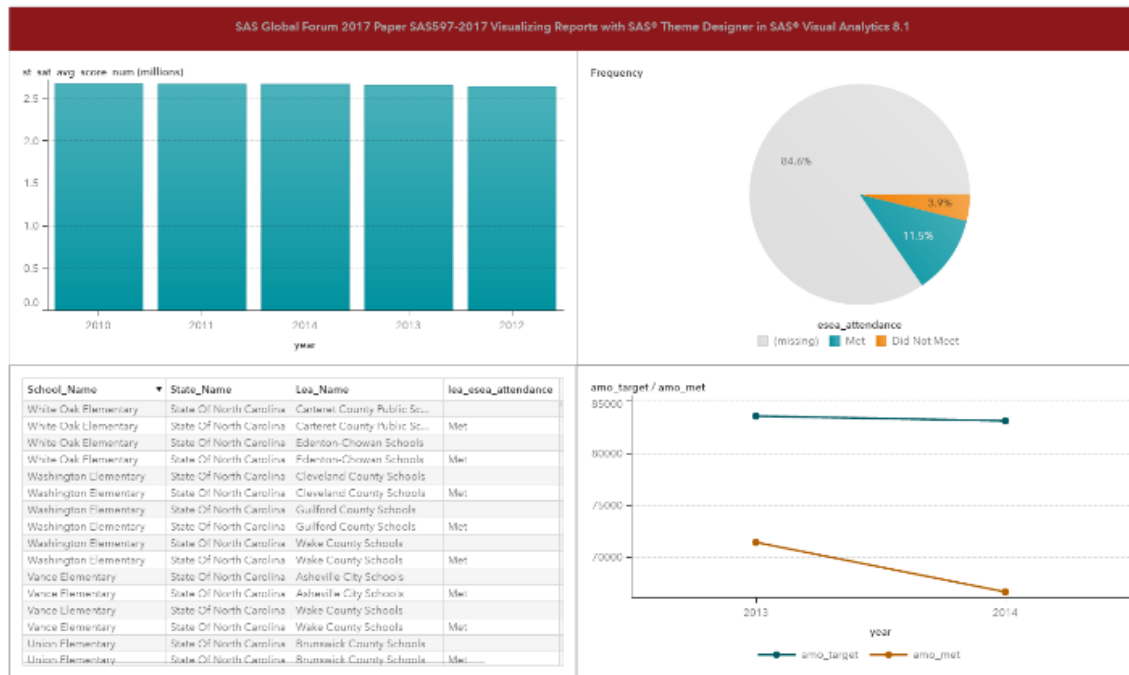 SAS Global Forum 2017 Paper SAS597-2017 Visualizing Reports with SAS® Theme Designer in SAS® Visual Analytics 8.1
st_sat_avg_score_num (millions)
2.5
2.0
1.5
1.0
0.5
0.0
2010 2011 2014 2013 2012
year
Frequency
84.6%
3.9%
11.5%
esea_attendance
(missing) Met Did Not Meet
School_Name ▼ State_Name Lea_Name lea_esea_attendance
White Oak Elementary State Of North Carolina Carteret County Public Sc...
White Oak Elementary State Of North Carolina Carteret County Public Sc... Met
White Oak Elementary State Of North Carolina Edenton-Chowan Schools
White Oak Elementary State Of North Carolina Edenton-Chowan Schools Met
Washington Elementary State Of North Carolina Cleveland County Schools
Washington Elementary State Of North Carolina Cleveland County Schools Met
Washington Elementary State Of North Carolina Guilford County Schools
Washington Elementary State Of North Carolina Guilford County Schools Met
Washington Elementary State Of North Carolina Wake County Schools
Washington Elementary State Of North Carolina Wake County Schools Met
Vance Elementary State Of North Carolina Asheville City Schools
Vance Elementary State Of North Carolina Asheville City Schools Met
Vance Elementary State Of North Carolina Wake County Schools
Vance Elementary State Of North Carolina Wake County Schools Met
Union Elementary State Of North Carolina Brunswick County Schools
Union Elementary State Of North Carolina Brunswick County Schools Met
amo_target / amo_met
85000
80000
75000
70000
2013 2014
year
amo_target amo_met